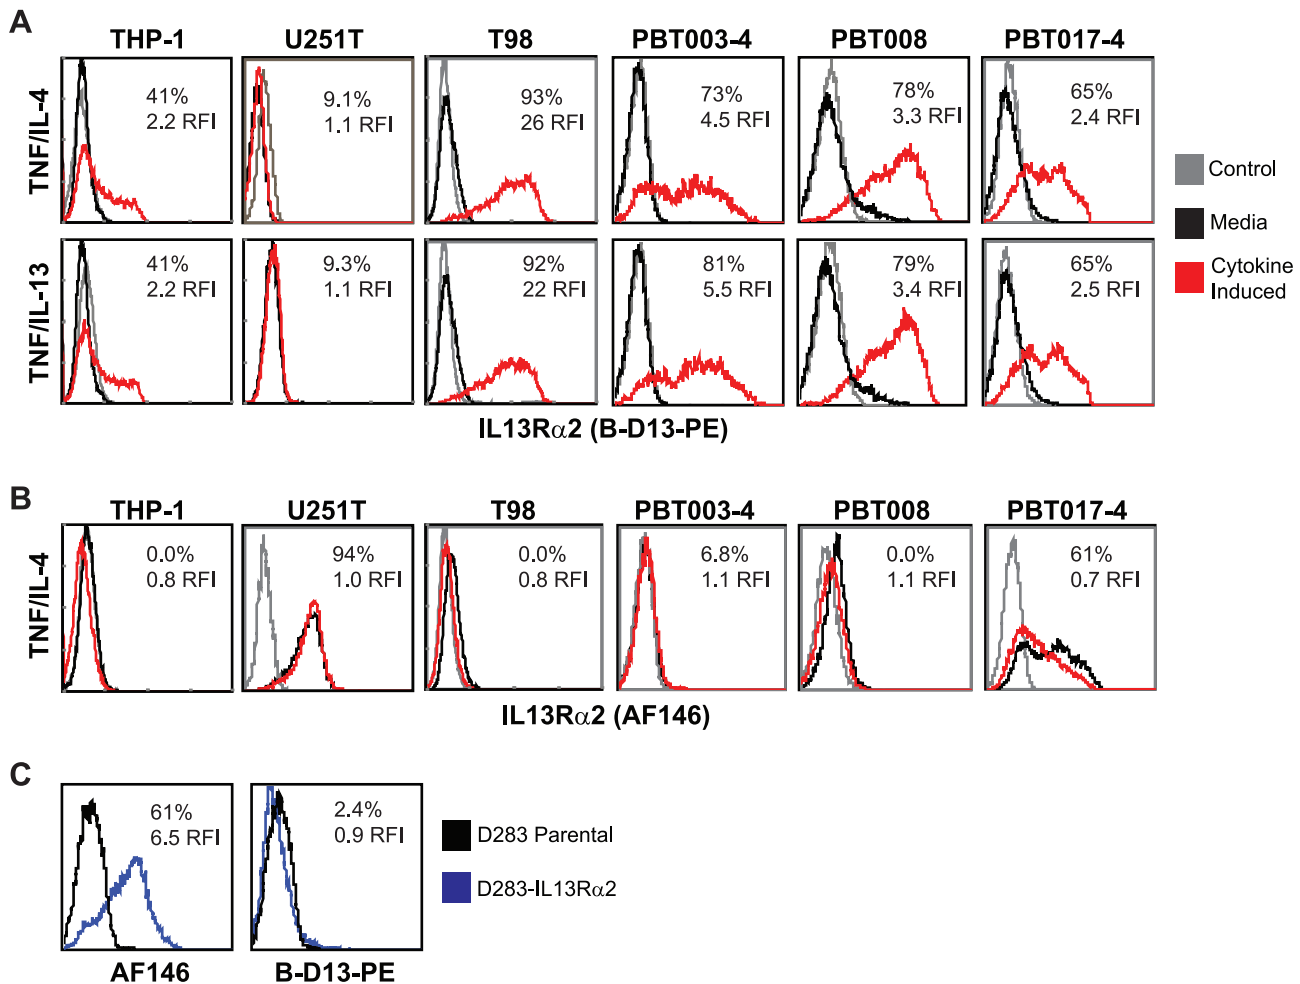 A
THP-1
U251T
T98
PBT003-4
PBT008
PBT017-4
TNF/IL-4
41%
2.2 RFI
9.1%
1.1 RFI
93%
26 RFI
73%
4.5 RFI
78%
3.3 RFI
65%
2.4 RFI
Control
Media
Cytokine
Induced
TNF/IL-13
41%
2.2 RFI
9.3%
1.1 RFI
92%
22 RFI
81%
5.5 RFI
79%
3.4 RFI
65%
2.5 RFI
IL13Rα2 (B-D13-PE)
B
THP-1
U251T
T98
PBT003-4
PBT008
PBT017-4
TNF/IL-4
0.0%
0.8 RFI
94%
1.0 RFI
0.0%
0.8 RFI
6.8%
1.1 RFI
0.0%
1.1 RFI
61%
0.7 RFI
IL13Rα2 (AF146)
C
61%
6.5 RFI
2.4%
0.9 RFI
D283 Parental
D283-IL13Rα2
AF146
B-D13-PE